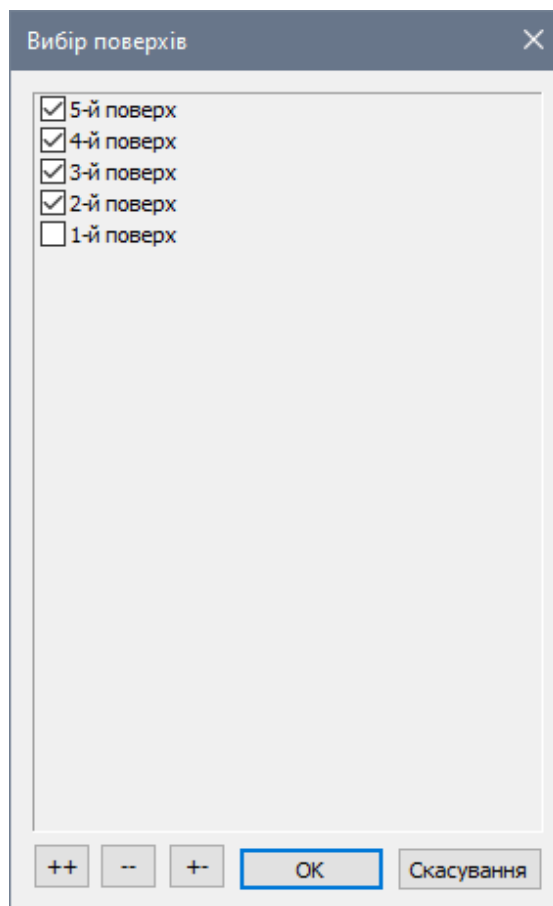 Вибір поверхів
5-й поверх
4-й поверх
3-й поверх
2-й поверх
1-й поверх
++ -- +- OK Скасування